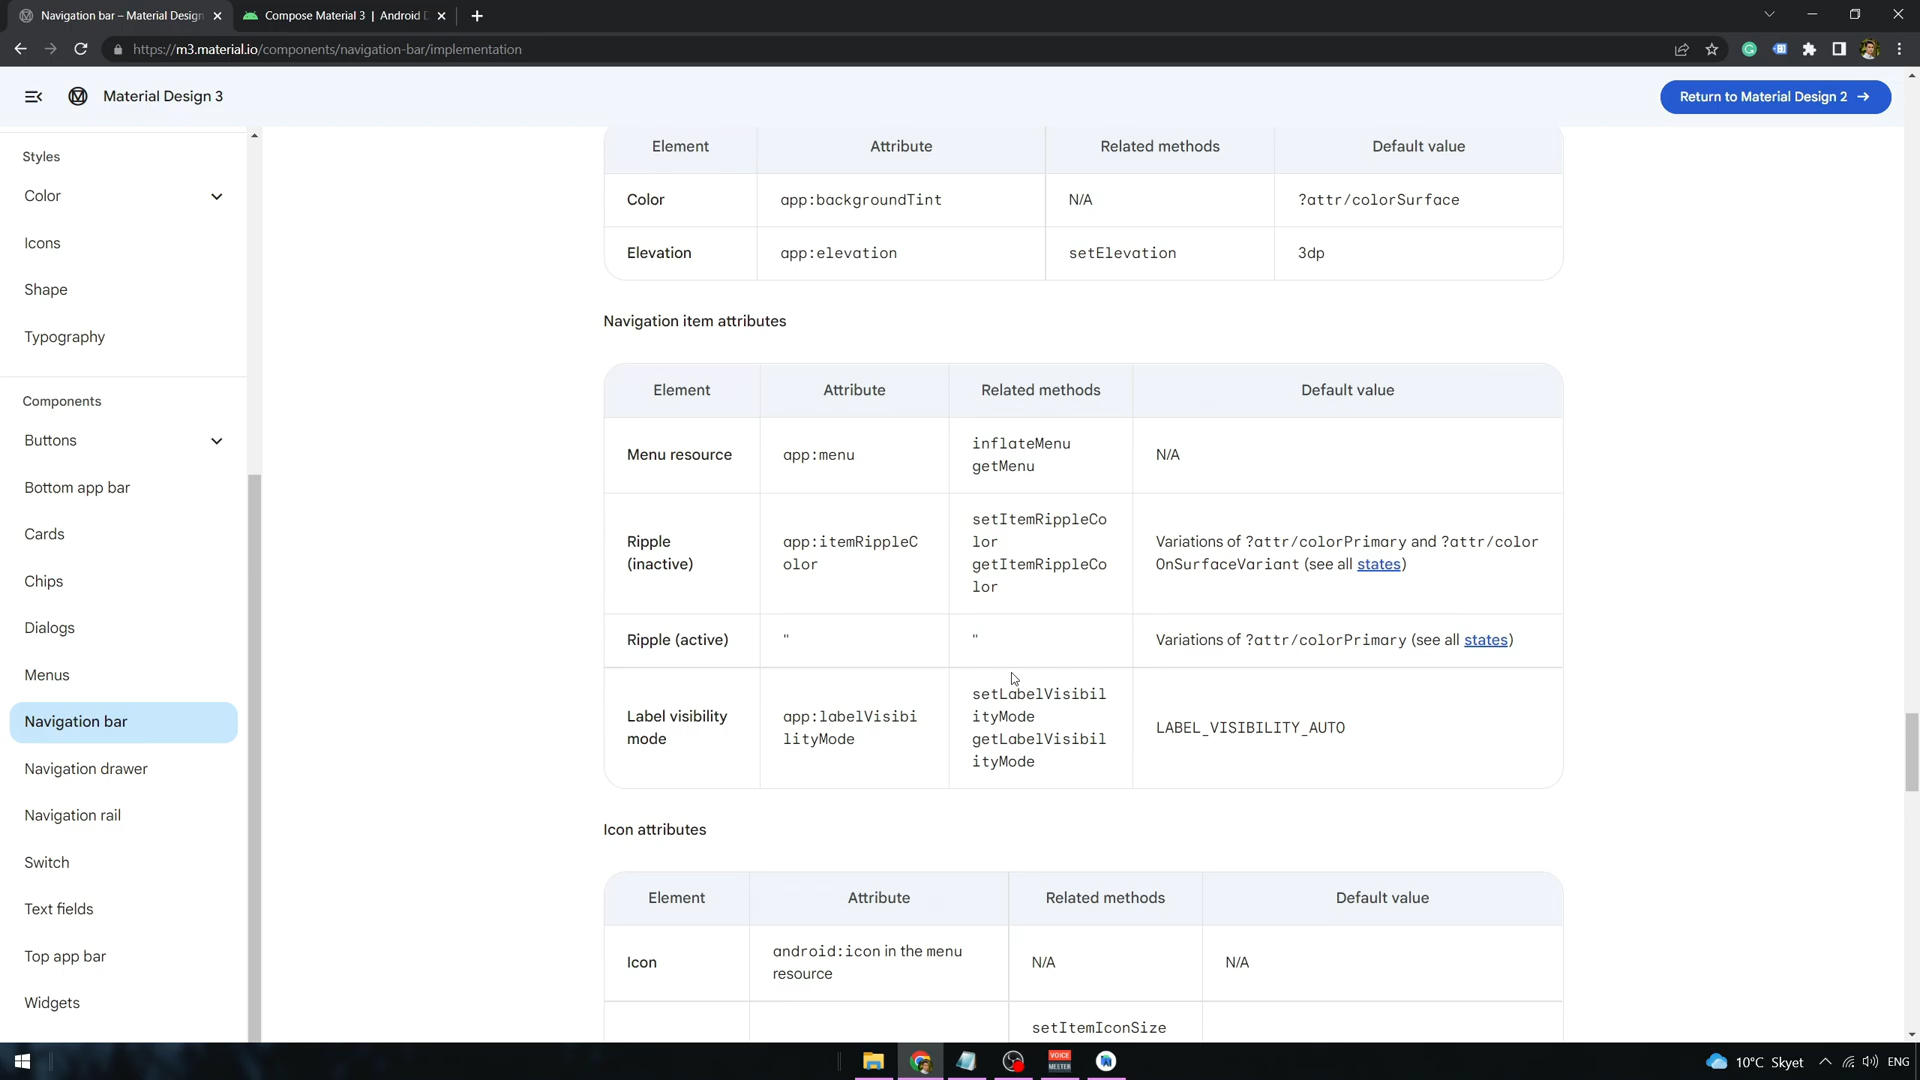 Navigation bar – Material Design
Compose Material 3 | Android D
https://m3.material.io/components/navigation-bar/implementation
Material Design 3
Return to Material Design 2
Styles
Color
Icons
Shape
Typography
Components
Buttons
Bottom app bar
Cards
Chips
Dialogs
Menus
Navigation bar
Navigation drawer
Navigation rail
Switch
Text fields
Top app bar
Widgets
Element Attribute Related methods Default value
Color app:backgroundTint N/A ?attr/colorSurface
Elevation app:elevation setElevation 3dp
Navigation item attributes
Element Attribute Related methods Default value
Menu resource app:menu inflateMenu N/A
getMenu
Ripple (inactive)
app:itemRippleC
olor
setItemRippleCo
lor
getItemRippleCo
lor
Variations of ?attr/colorPrimary and ?attr/color
OnSurfaceVariant (see all states)
Ripple (active) " " Variations of ?attr/colorPrimary (see all states)
Label visibility
mode
app:labelVisibi
lityMode
setLabelVisibil
ityMode
getLabelVisibil
ityMode
LABEL_VISIBILITY_AUTO
Icon attributes
Element Attribute Related methods Default value
Icon
android:icon in the menu
resource
N/A
N/A
setItemIconSize
VOICE
MEETER
10°C Skyet
ENG